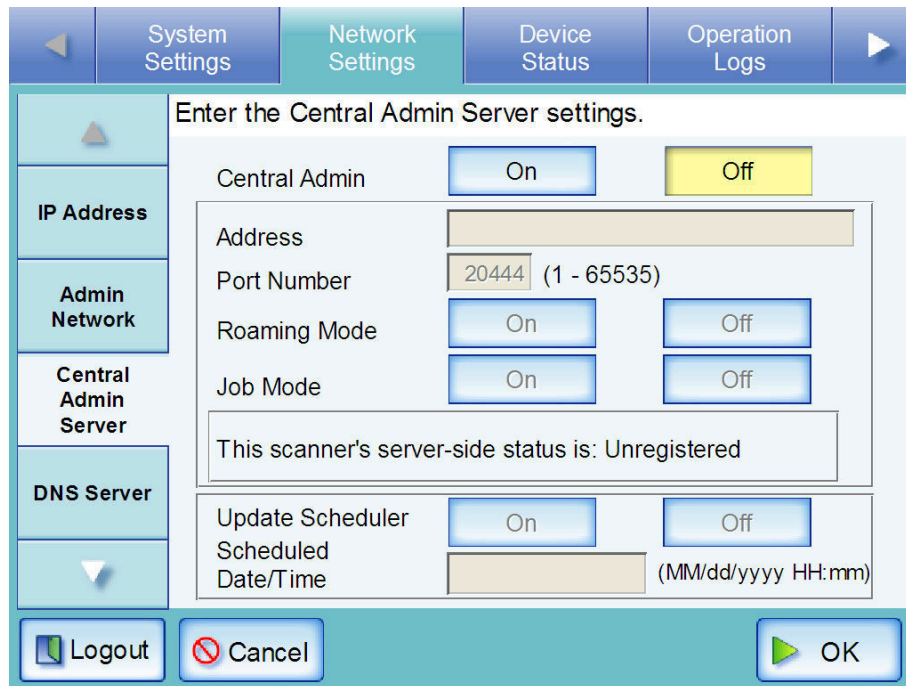 System Settings
Network Settings
Device Status
Operation Logs
Enter the Central Admin Server settings.
IP Address
Admin Network
Central Admin Server
DNS Server
Central Admin On Off
Address
Port Number 20444 (1 - 65535)
Roaming Mode On Off
Job Mode On Off
This scanner's server-side status is: Unregistered
Update Scheduler On Off
Scheduled Date/Time (MM/dd/yyyy HH:mm)
Logout
Cancel
OK